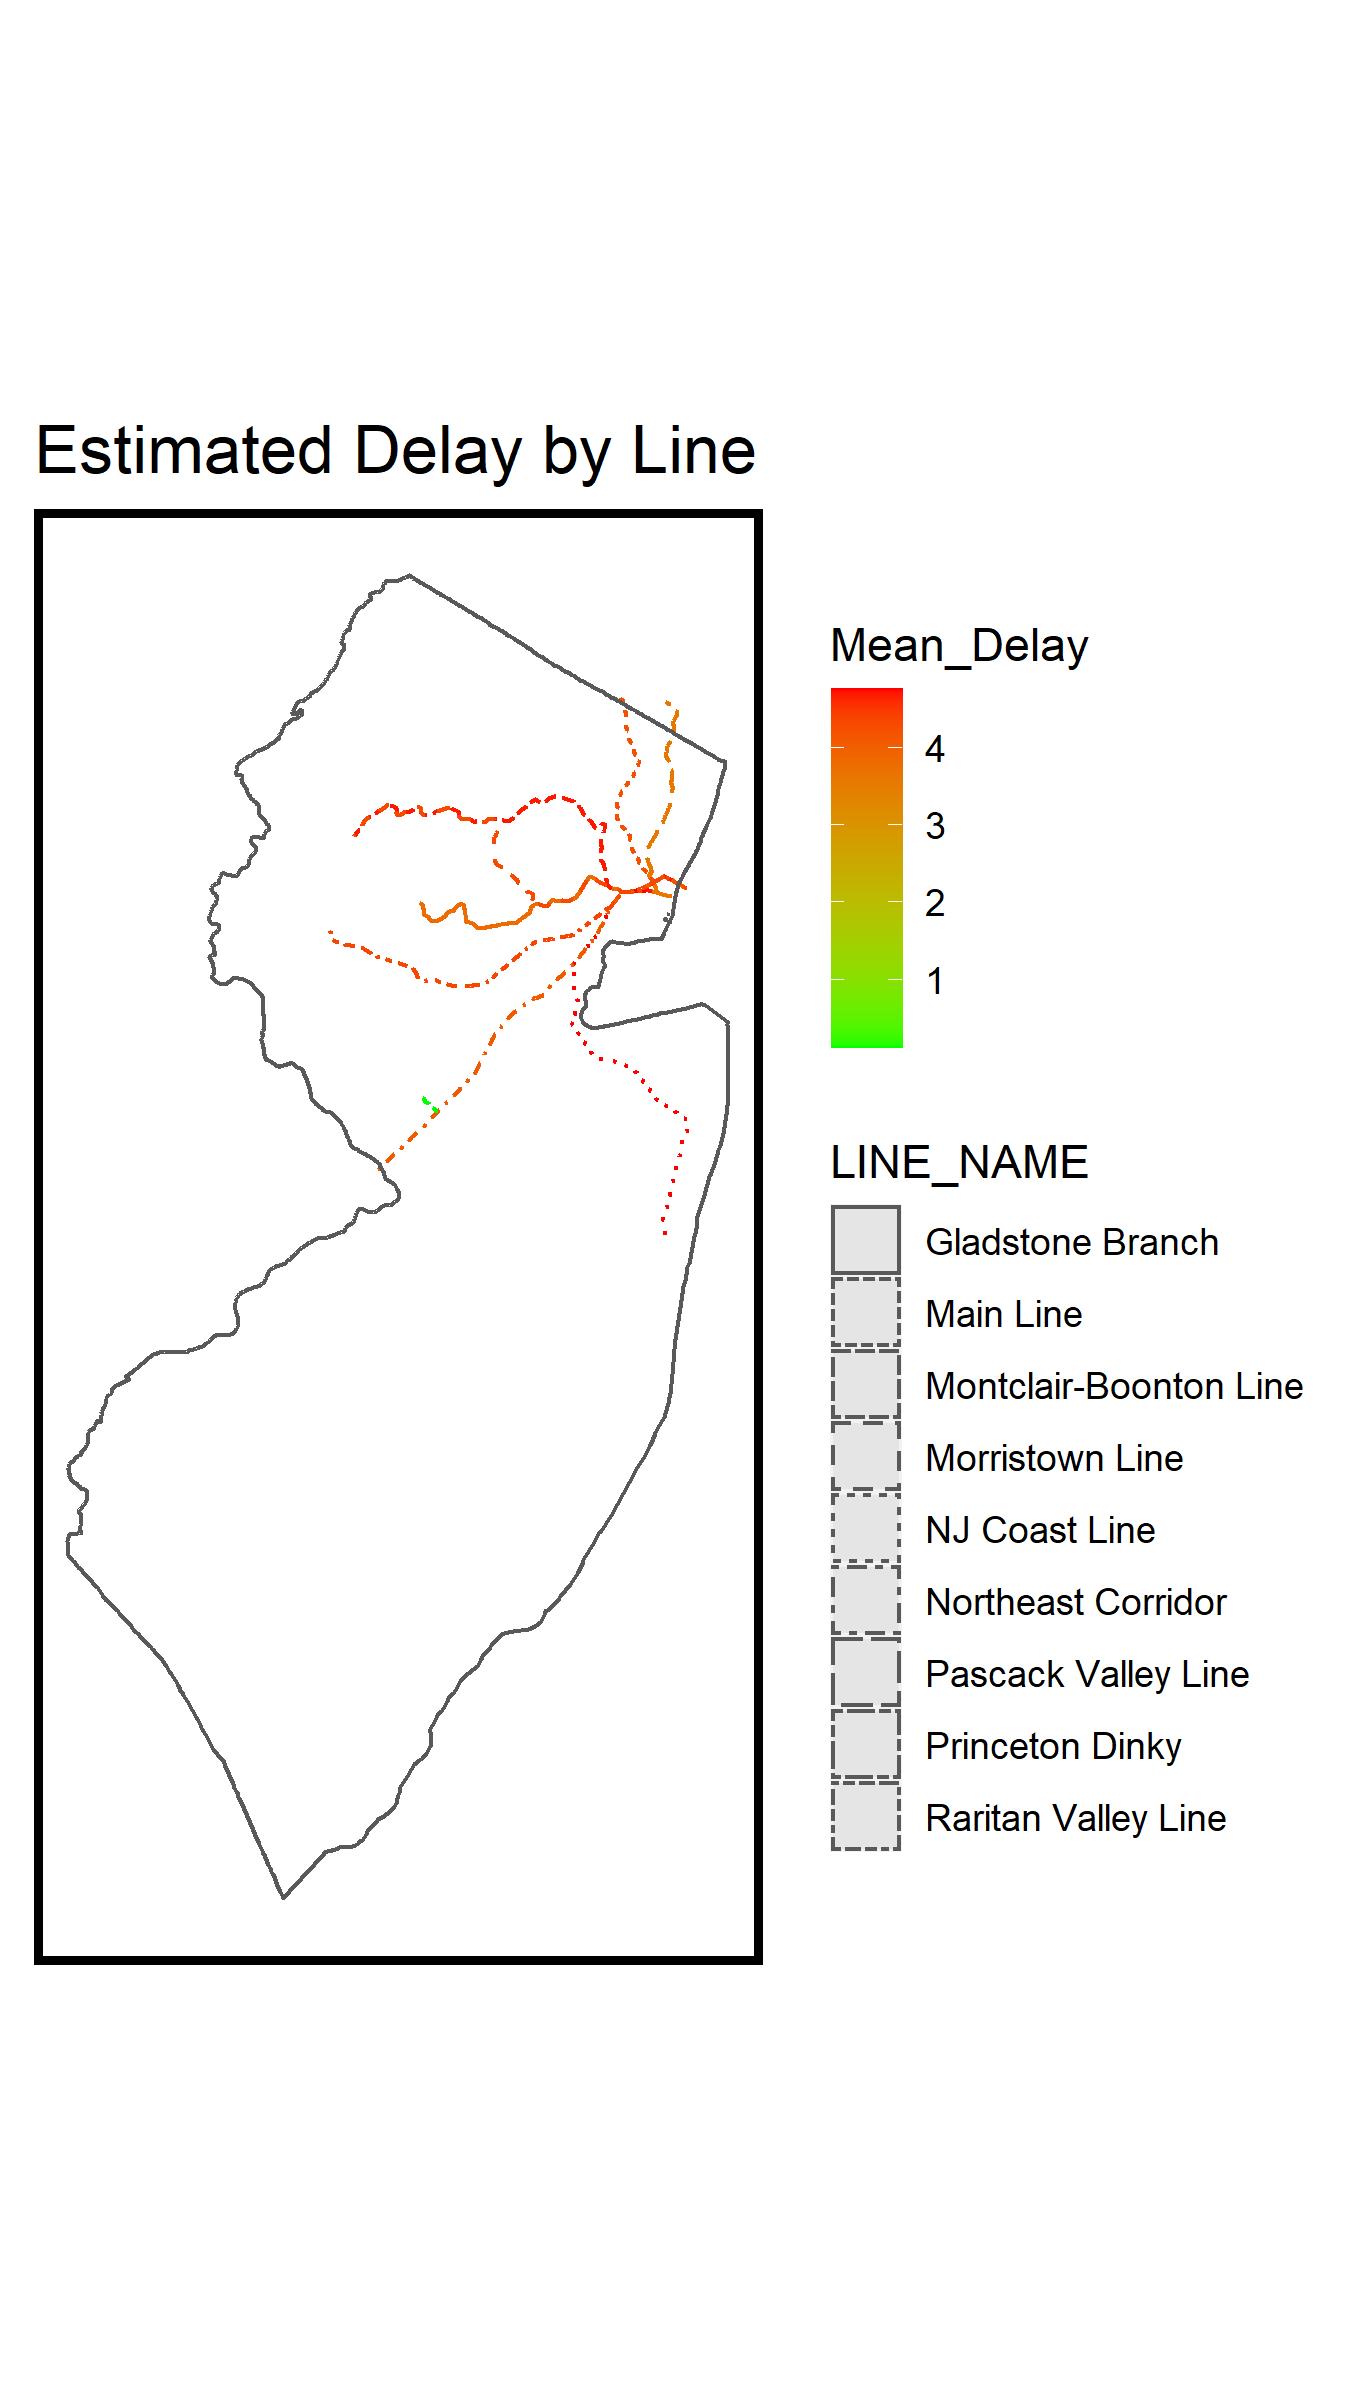 Estimated Delay by Line
Mean_Delay
4
3
2
1
LINE_NAME
Gladstone Branch
Main Line
Montclair-Boonton Line
Morristown Line
NJ Coast Line
Northeast Corridor
Pascack Valley Line
Princeton Dinky
Raritan Valley Line